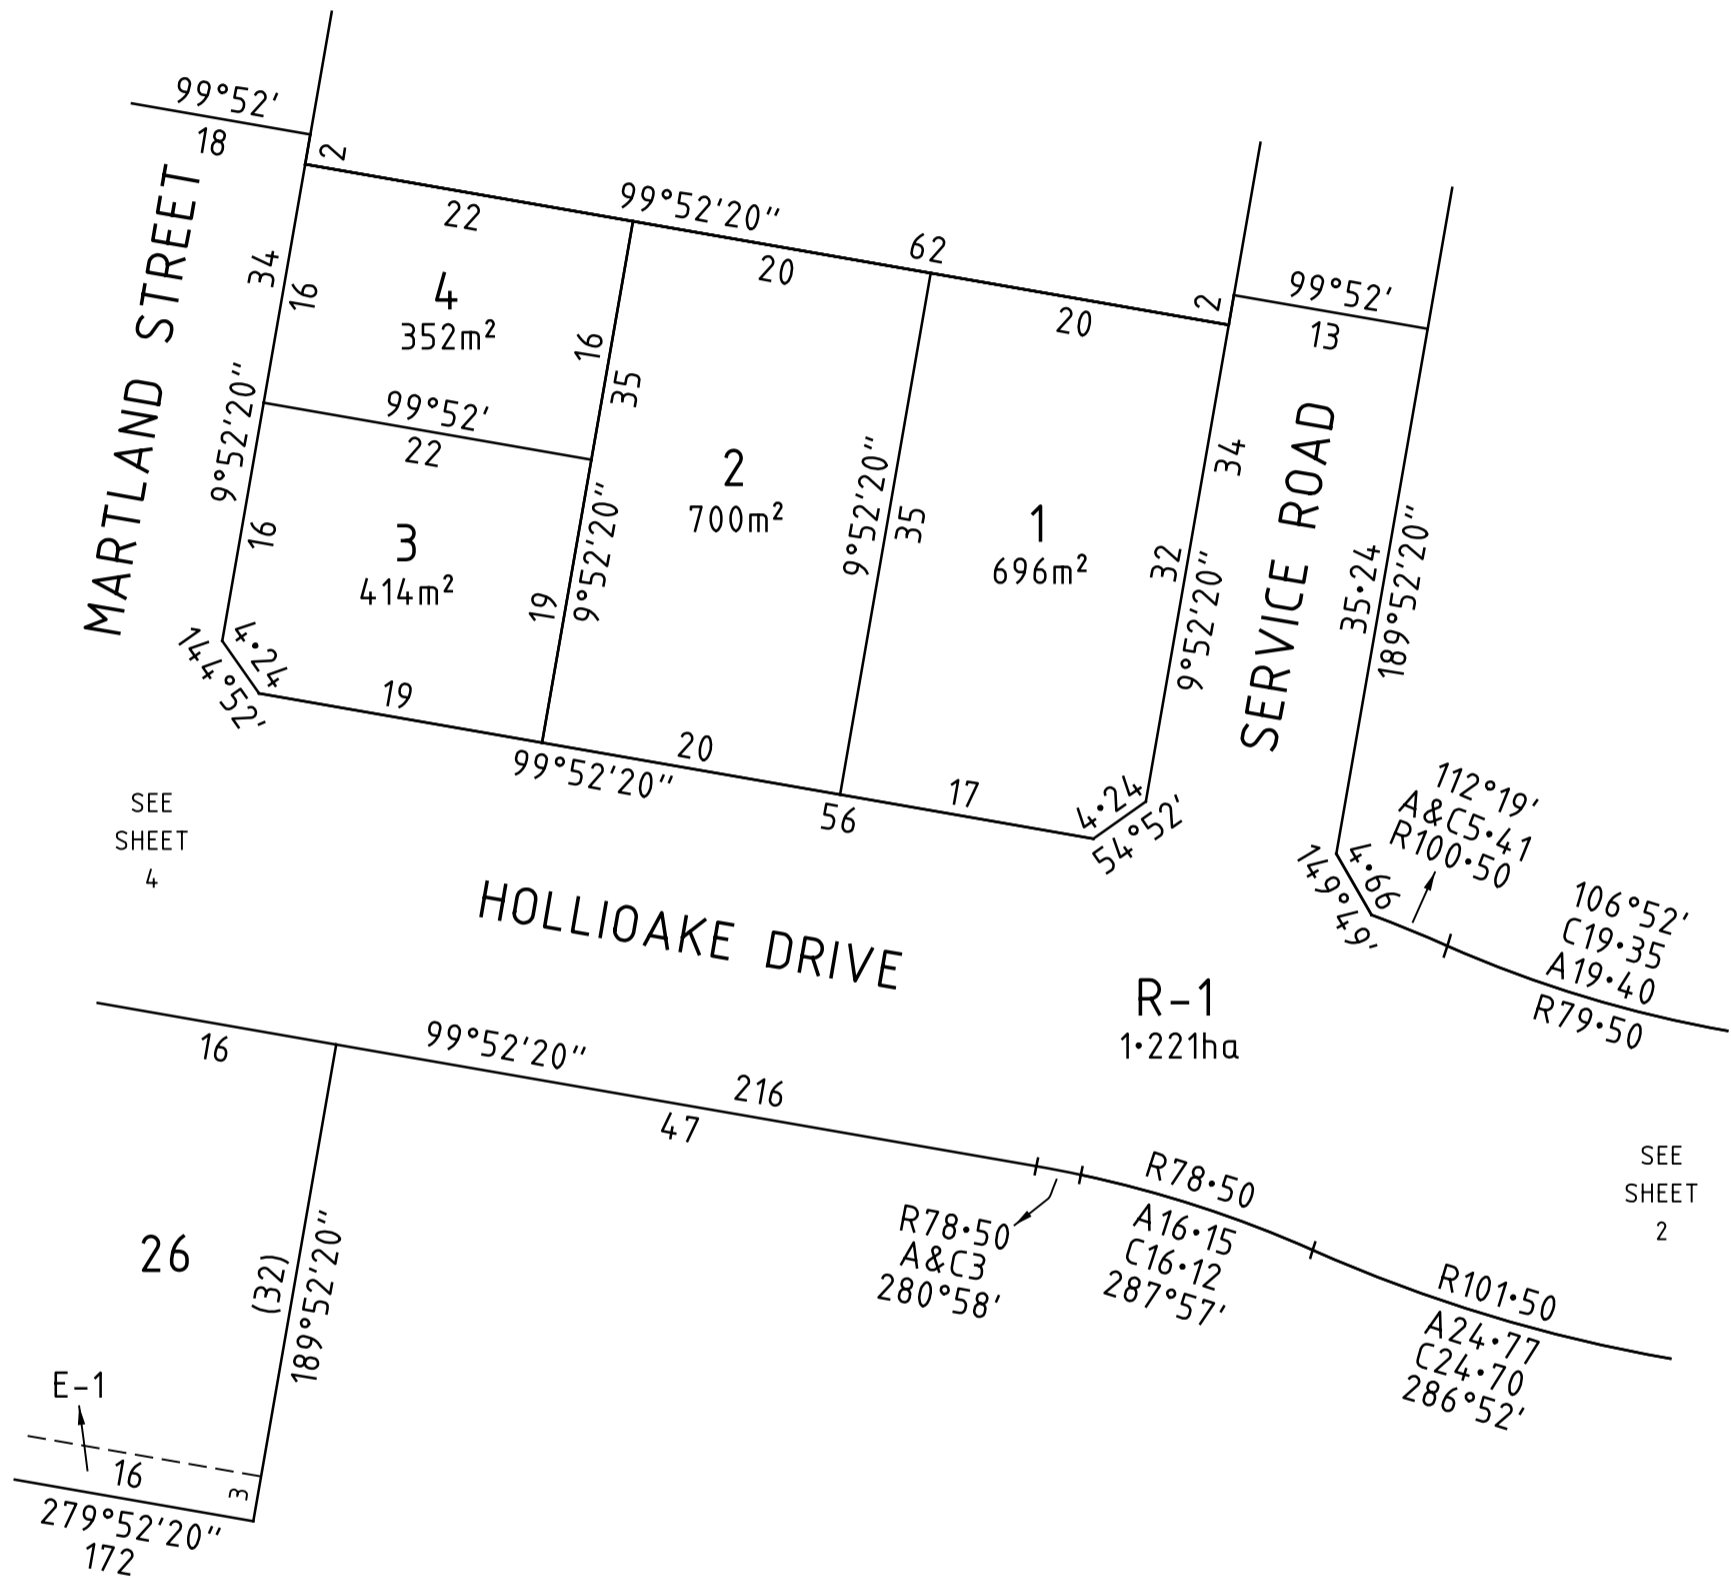 99°52'
18
2
MARTLAND STREET
34
16
9°52'20"
16
22
99°52'20"
62
4
352m²
16
35
99°52'
22
3
414m²
19
9°52'20"
4·24
144°52'
19
99°52'20"
20
2
700m²
20
56
9°52'20"
35
20
2
1
696m²
34
32
9°52'20"
17
4·24
54°52'
99°52'
13
SERVICE ROAD
35·24
189°52'20"
4·66
149°49'
112°19'
A&C5·41
R100·50
106°52'
C19·35
A19·40
R79·50
SEE
SHEET
4
HOLLIOAKE DRIVE
R-1
1·221ha
16
99°52'20"
216
47
R78·50
A&C3
280°58'
R78·50
A16·15
C16·12
287°57'
R101·50
A24·77
C24·70
286°52'
SEE
SHEET
2
26
(32)
189°52'20"
E-1
16
3
279°52'20"
172